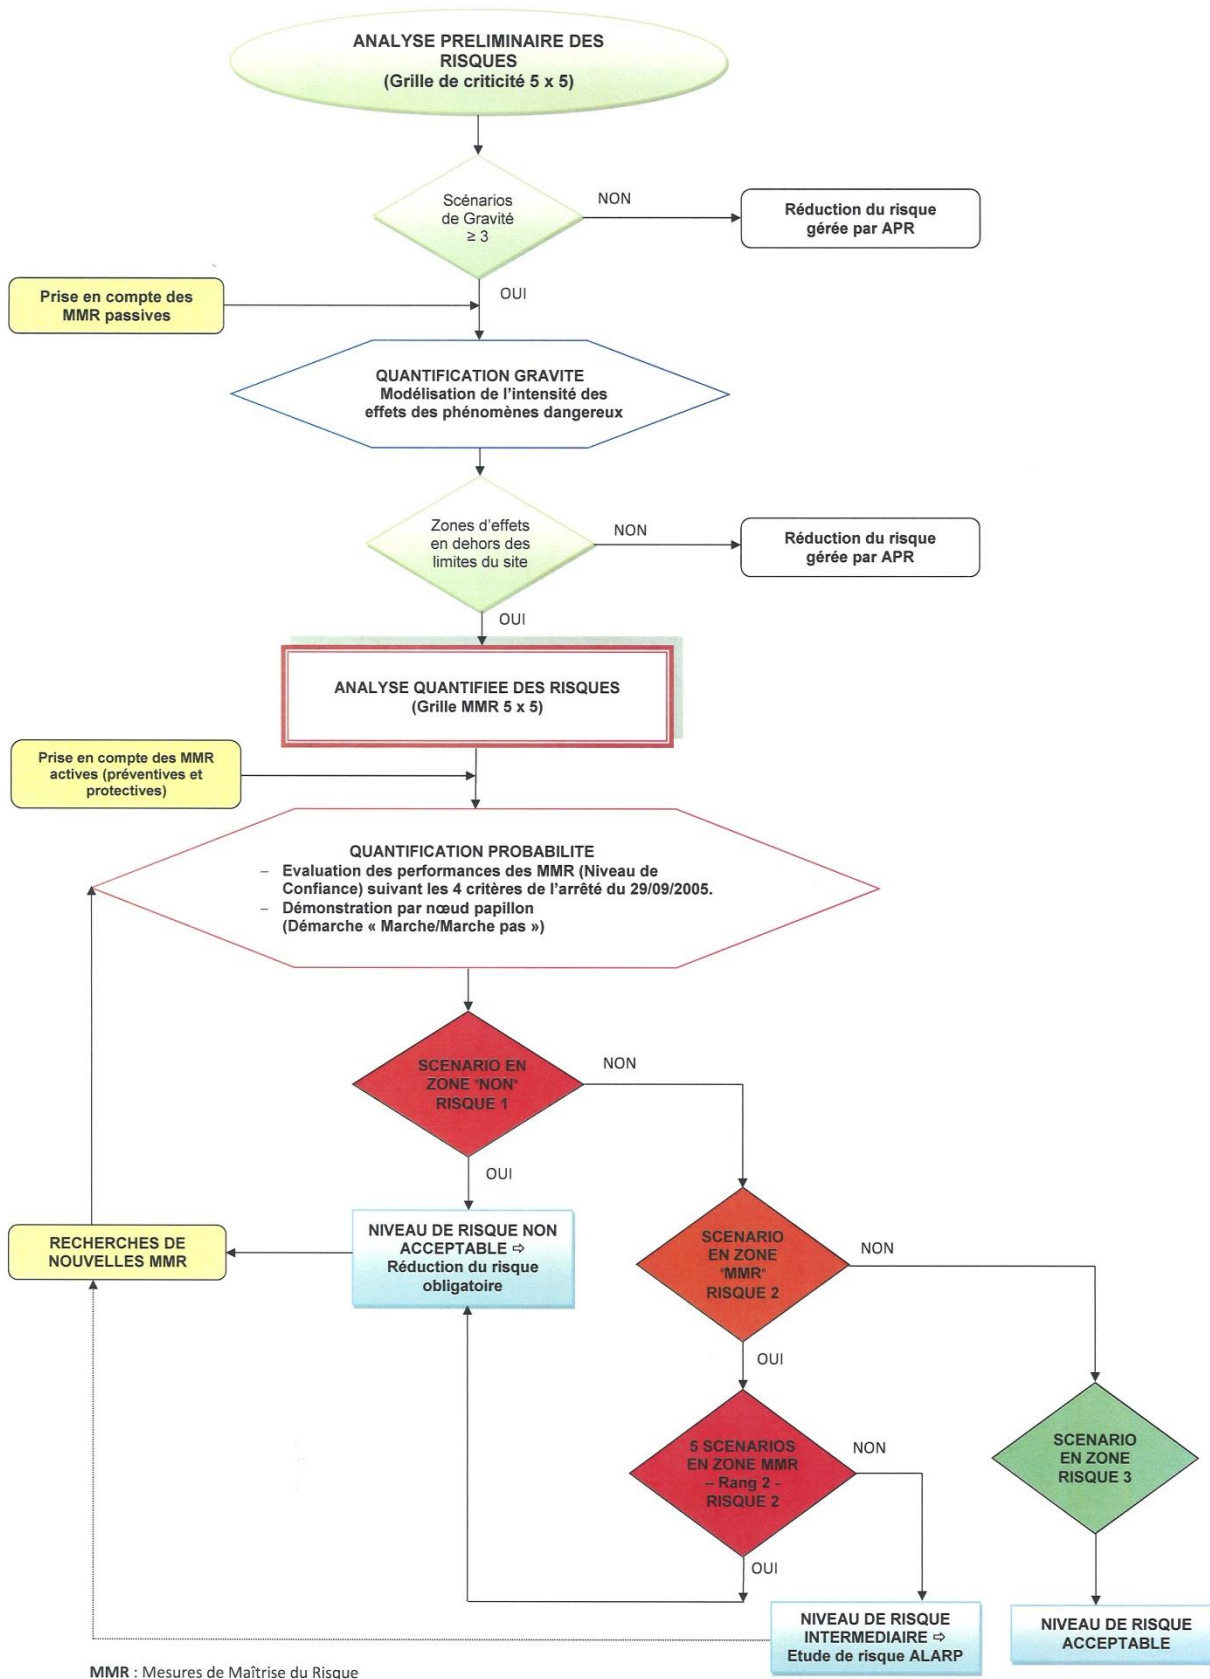 ANALYSE PRELIMINAIRE DES
RISQUES
(Grille de criticité 5 x 5)
Scénarios
de Gravité
≥ 3
NON
Réduction du risque
gérée par APR
OUI
Prise en compte des
MMR passives
QUANTIFICATION GRAVITE
Modélisation de l'intensité des
effets des phénomènes dangereux
Zones d'effets
en dehors des
limites du site
NON
Réduction du risque
gérée par APR
OUI
ANALYSE QUANTIFIEE DES RISQUES
(Grille MMR 5 x 5)
Prise en compte des MMR
actives (préventives et
protectives)
QUANTIFICATION PROBABILITE
– Evaluation des performances des MMR (Niveau de
Confiance) suivant les 4 critères de l'arrêté du 29/09/2005.
– Démonstration par nœud papillon
(Démarche « Marche/Marche pas »)
SCENARIO EN
ZONE "NON"
RISQUE 1
NON
OUI
RECHERCHES DE
NOUVELLES MMR
NIVEAU DE RISQUE NON
ACCEPTABLE ⇨
Réduction du risque
obligatoire
SCENARIO
EN ZONE
"MMR"
RISQUE 2
NON
OUI
5 SCENARIOS
EN ZONE MMR
– Rang 2 -
RISQUE 2
NON
OUI
SCENARIO
EN ZONE
RISQUE 3
NIVEAU DE RISQUE
INTERMEDIAIRE ⇨
Etude de risque ALARP
NIVEAU DE RISQUE
ACCEPTABLE
MMR : Mesures de Maîtrise du Risque